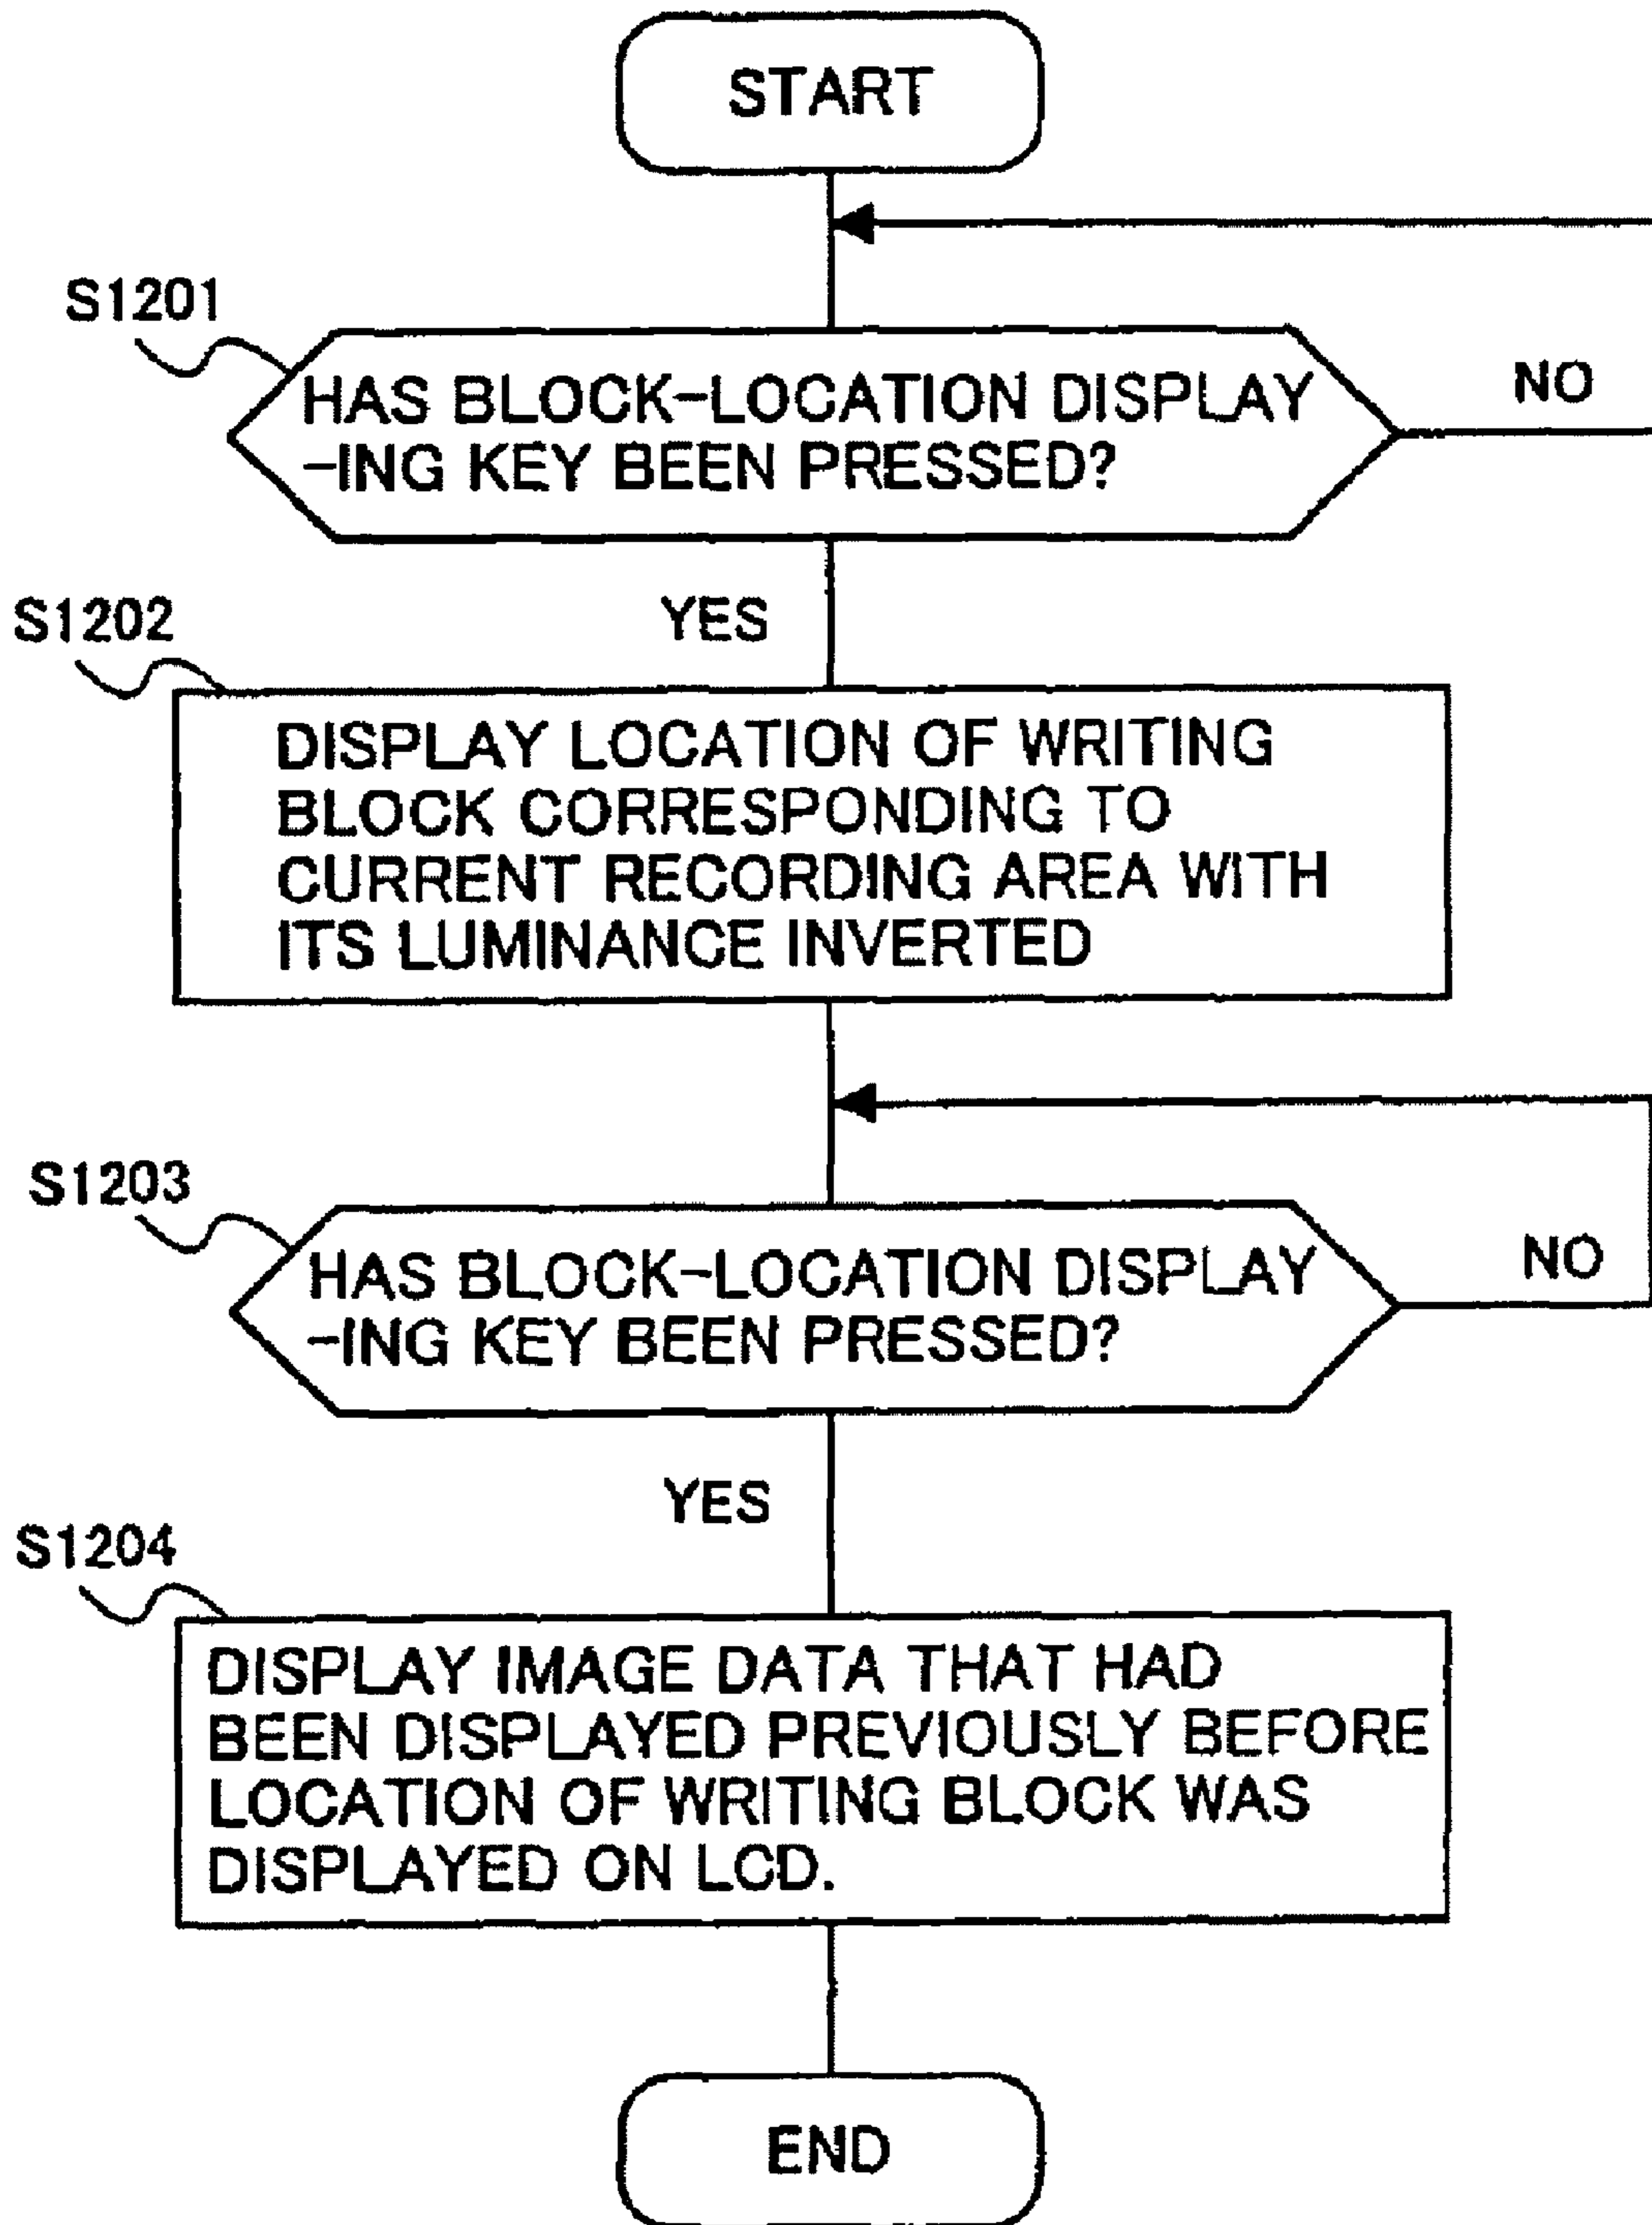 START
S1201
HAS BLOCK-LOCATION DISPLAY
-ING KEY BEEN PRESSED?
NO
YES
S1202
DISPLAY LOCATION OF WRITING
BLOCK CORRESPONDING TO
CURRENT RECORDING AREA WITH
ITS LUMINANCE INVERTED
S1203
HAS BLOCK-LOCATION DISPLAY
-ING KEY BEEN PRESSED?
NO
YES
S1204
DISPLAY IMAGE DATA THAT HAD
BEEN DISPLAYED PREVIOUSLY BEFORE
LOCATION OF WRITING BLOCK WAS
DISPLAYED ON LCD.
END